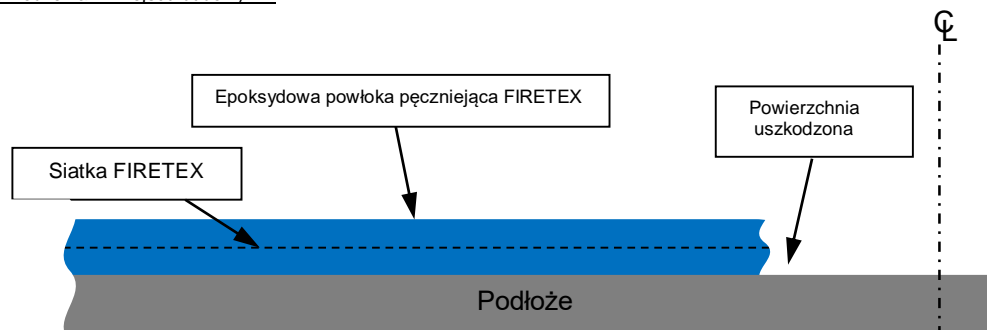 ℄
Epoksydowa powłoka pęczniejąca FIRETEX
Powierzchnia
uszkodzona
Siatka FIRETEX
Podłoże